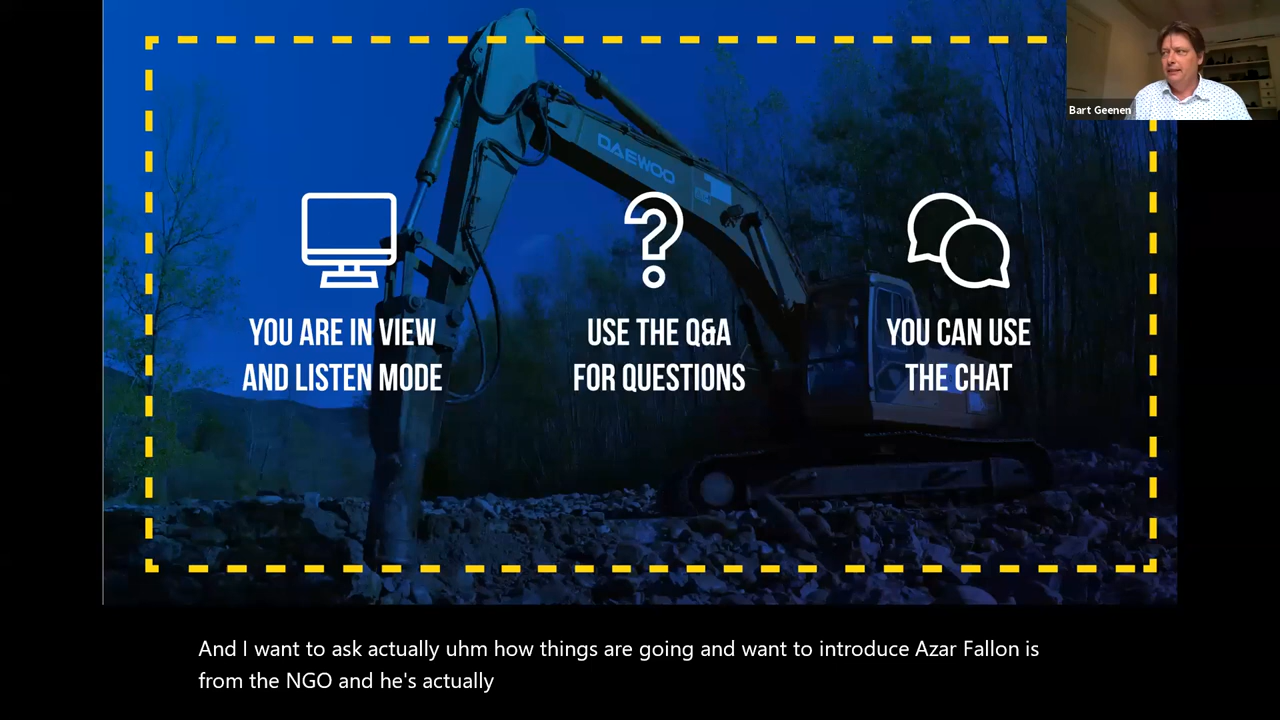 DAEWOO
Bart Geenen
YOU ARE IN VIEW
AND LISTEN MODE
USE THE Q&A
FOR QUESTIONS
YOU CAN USE
THE CHAT
And I want to ask actually uhm how things are going and want to introduce Azar Fallon is
from the NGO and he's actually